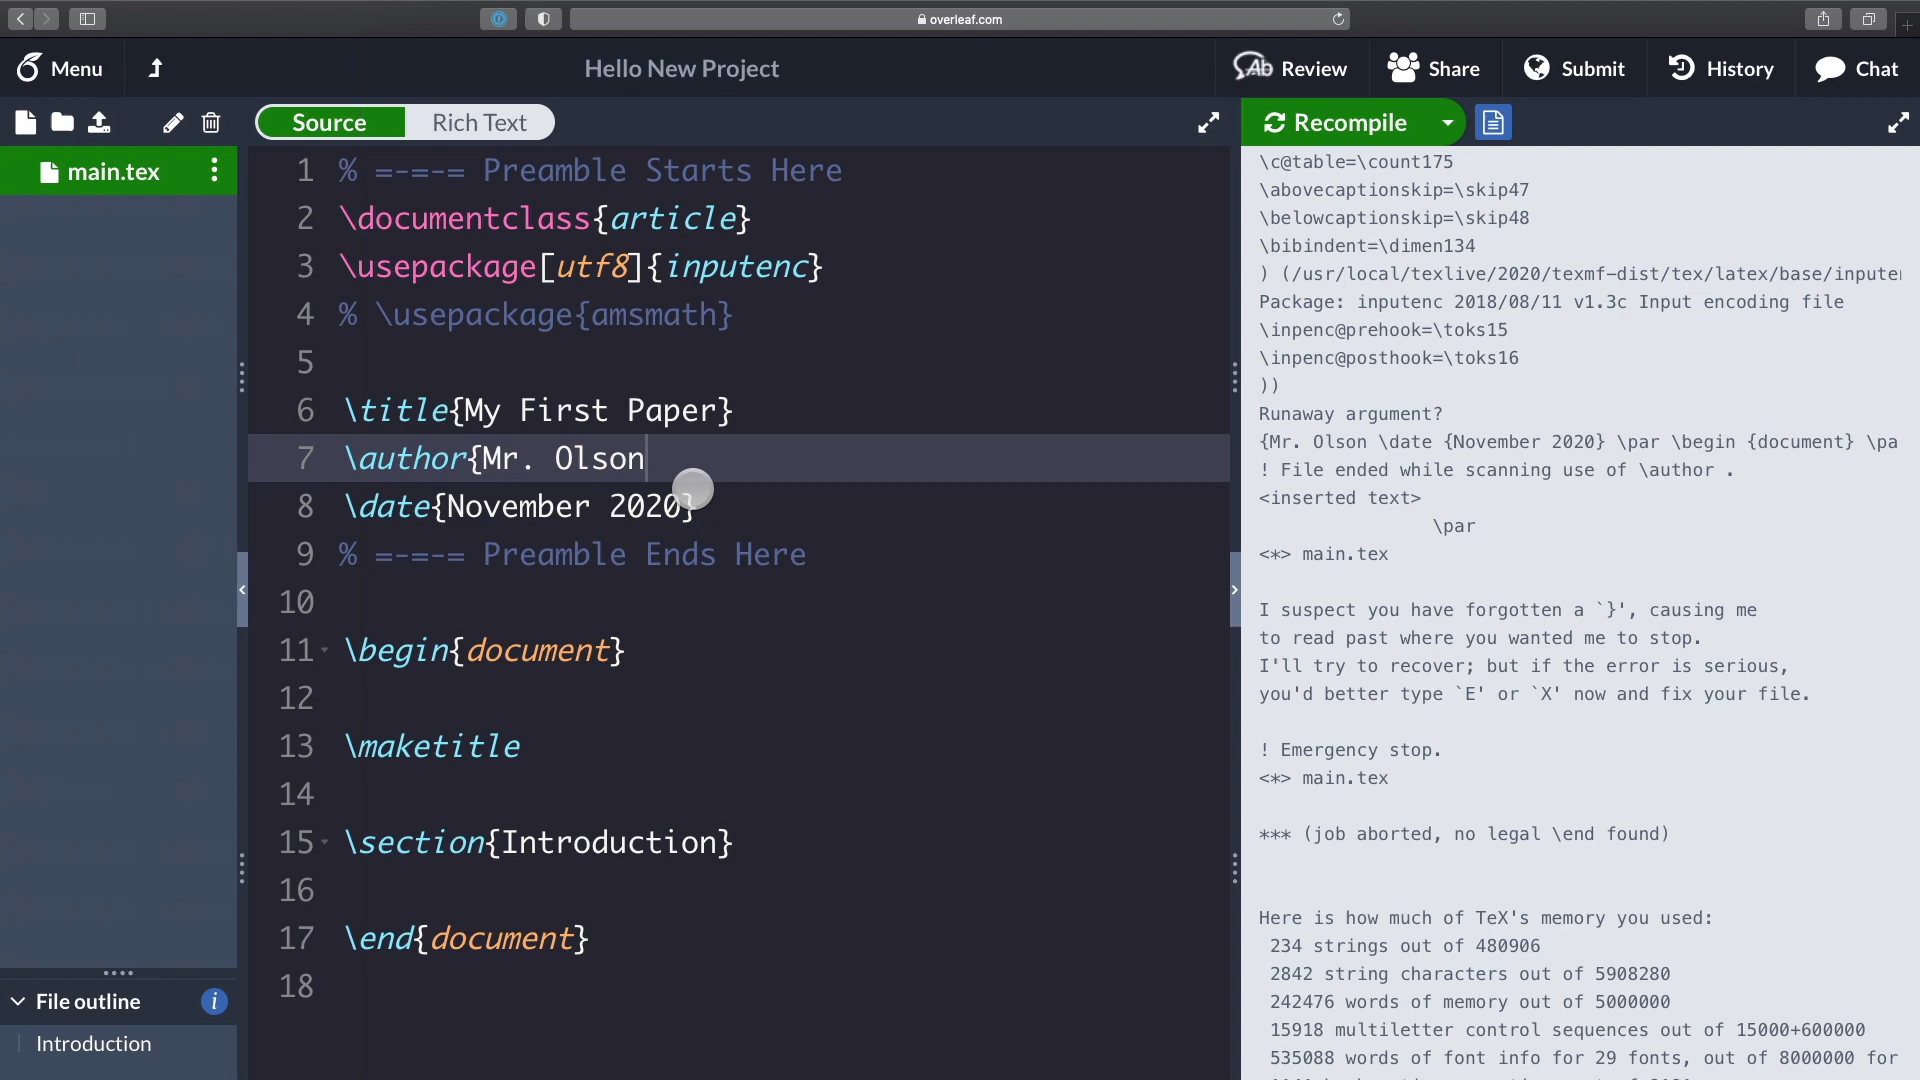 overleaf.com
Menu
Hello New Project
Ab Review
Share
Submit
History
Chat
Source
Rich Text
Recompile
main.tex
1 % =-=-= Preamble Starts Here
2 \documentclass{article}
3 \usepackage[utf8]{inputenc}
4 % \usepackage{amsmath}
5
6 \title{My First Paper}
7 \author{Mr. Olson
8 \date{November 2020}
9 % =-=-= Preamble Ends Here
10
11 \begin{document}
12
13 \maketitle
14
15 \section{Introduction}
16
17 \end{document}
18
File outline
i
Introduction
\c@table=\count175
\abovecaptionskip=\skip47
\belowcaptionskip=\skip48
\bibindent=\dimen134
) (/usr/local/texlive/2020/texmf-dist/tex/latex/base/inputen
Package: inputenc 2018/08/11 v1.3c Input encoding file
\inpenc@prehook=\toks15
\inpenc@posthook=\toks16
))
Runaway argument?
{Mr. Olson \date {November 2020} \par \begin {document} \pa
! File ended while scanning use of \author .
<inserted text>
\par
<*> main.tex
I suspect you have forgotten a `}', causing me
to read past where you wanted me to stop.
I'll try to recover; but if the error is serious,
you'd better type `E' or `X' now and fix your file.
! Emergency stop.
<*> main.tex
*** (job aborted, no legal \end found)
Here is how much of TeX's memory you used:
234 strings out of 480906
2842 string characters out of 5908280
242476 words of memory out of 5000000
15918 multiletter control sequences out of 15000+600000
535088 words of font info for 29 fonts, out of 8000000 for